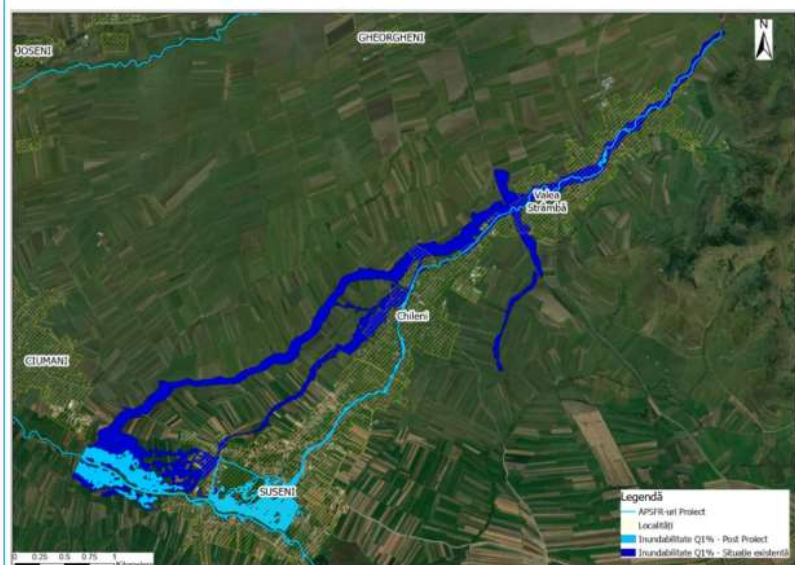 N
GHEORGHENI
JOSENI
Valea
Strâmbă
Chileni
CIUMANI
SUSENI
Legendă
APSFR-uri Proiect
Localități
Inundabilitate Q1% - Post Proiect
Inundabilitate Q1% - Situație existentă
0 0.25 0.5 0.75 1